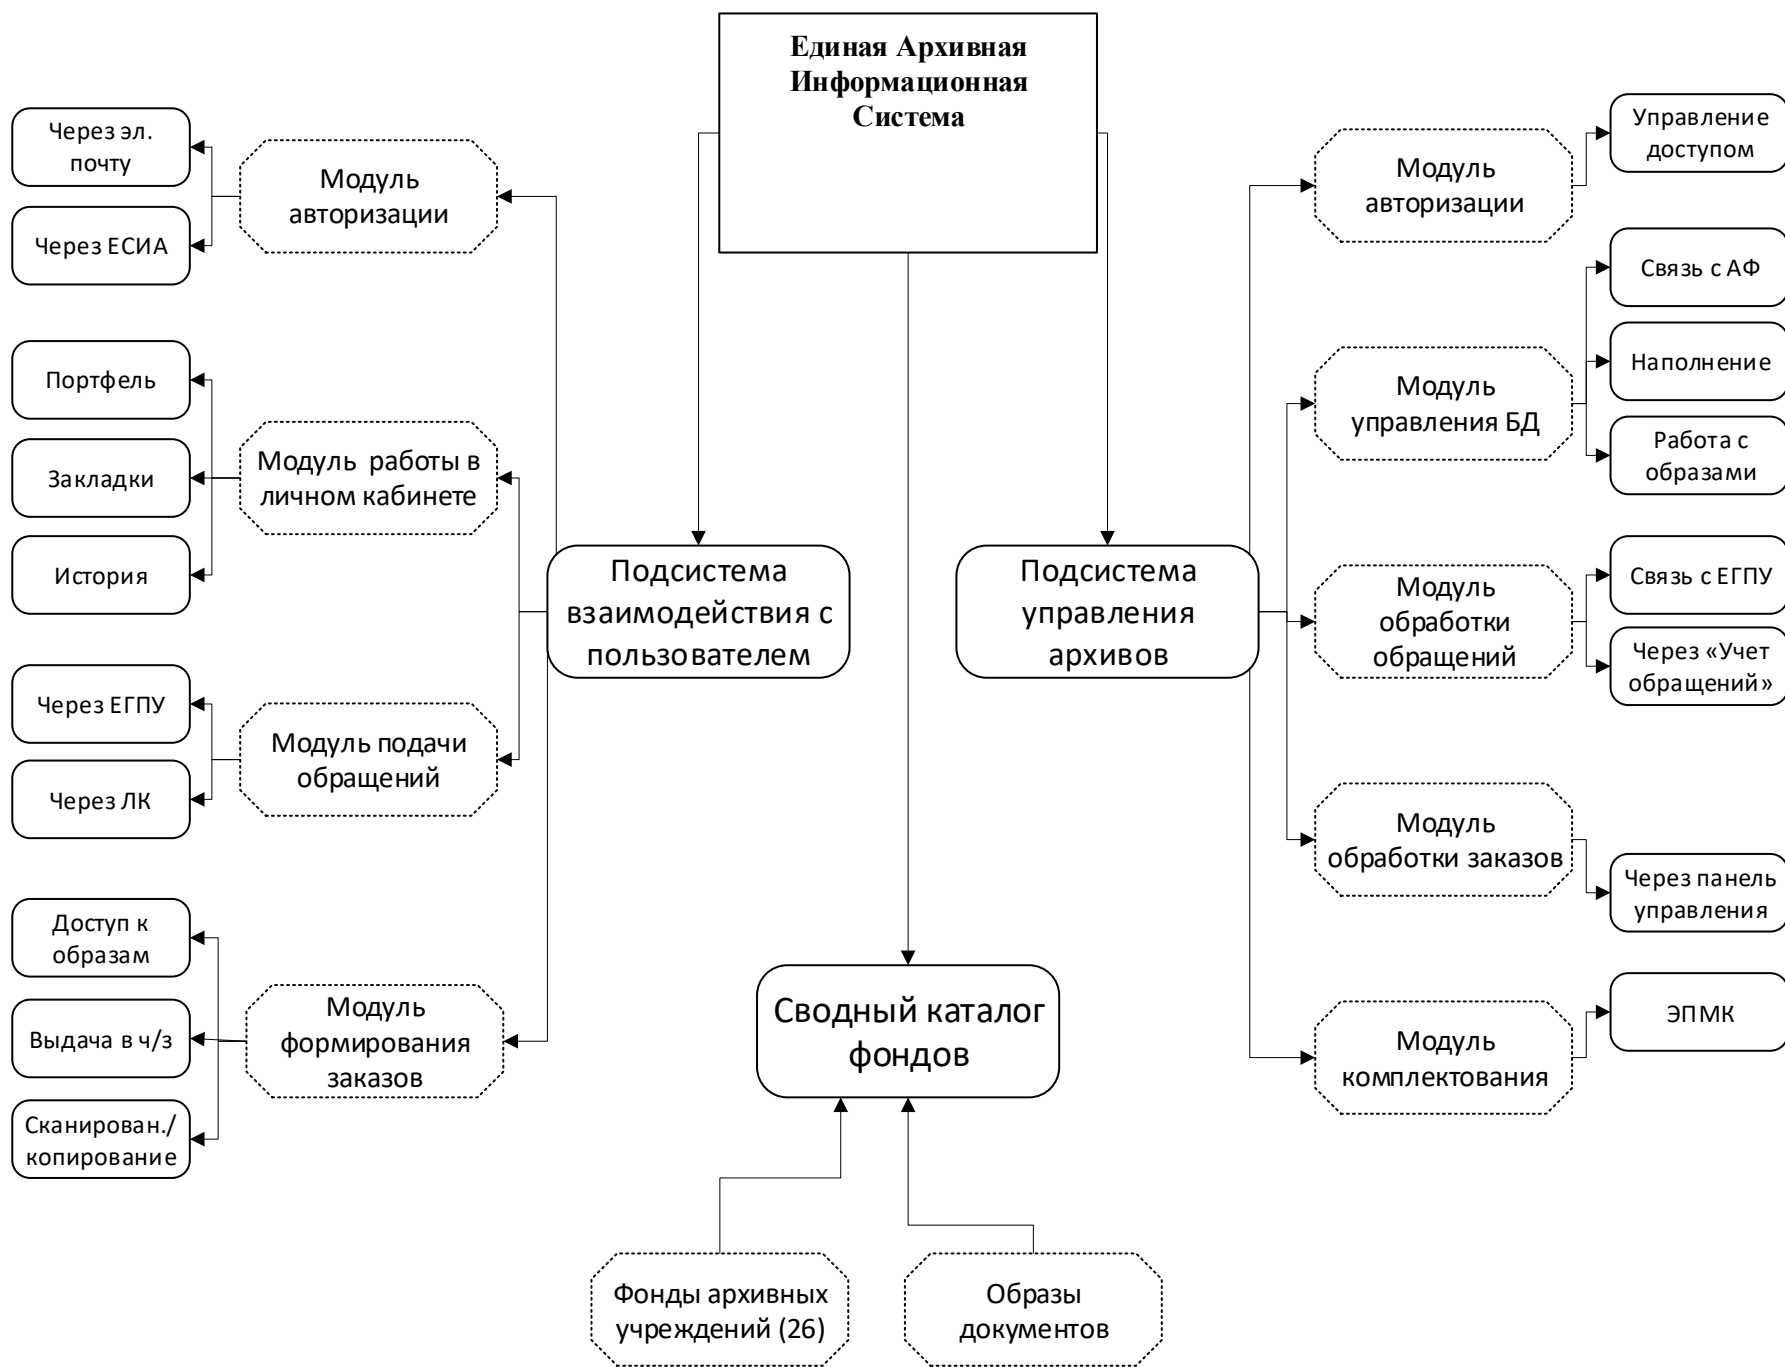 Единая Архивная
Информационная
Система
Через эл.
почту
Через ЕСИА
Модуль
авторизации
Портфель
Закладки
История
Модуль  работы в
личном кабинете
Через ЕГПУ
Через ЛК
Модуль подачи
обращений
Доступ к
образам
Выдача в ч/з
Сканирован./
копирование
Модуль
формирования
заказов
Подсистема
взаимодействия с
пользователем
Подсистема
управления
архивов
Сводный каталог
фондов
Фонды архивных
учреждений (26)
Образы
документов
Модуль
авторизации
Управление
доступом
Модуль
управления БД
Связь с АФ
Наполнение
Работа с
образами
Модуль
обработки
обращений
Связь с ЕГПУ
Через «Учет
обращений»
Модуль
обработки заказов
Через панель
управления
Модуль
комплектования
ЭПМК